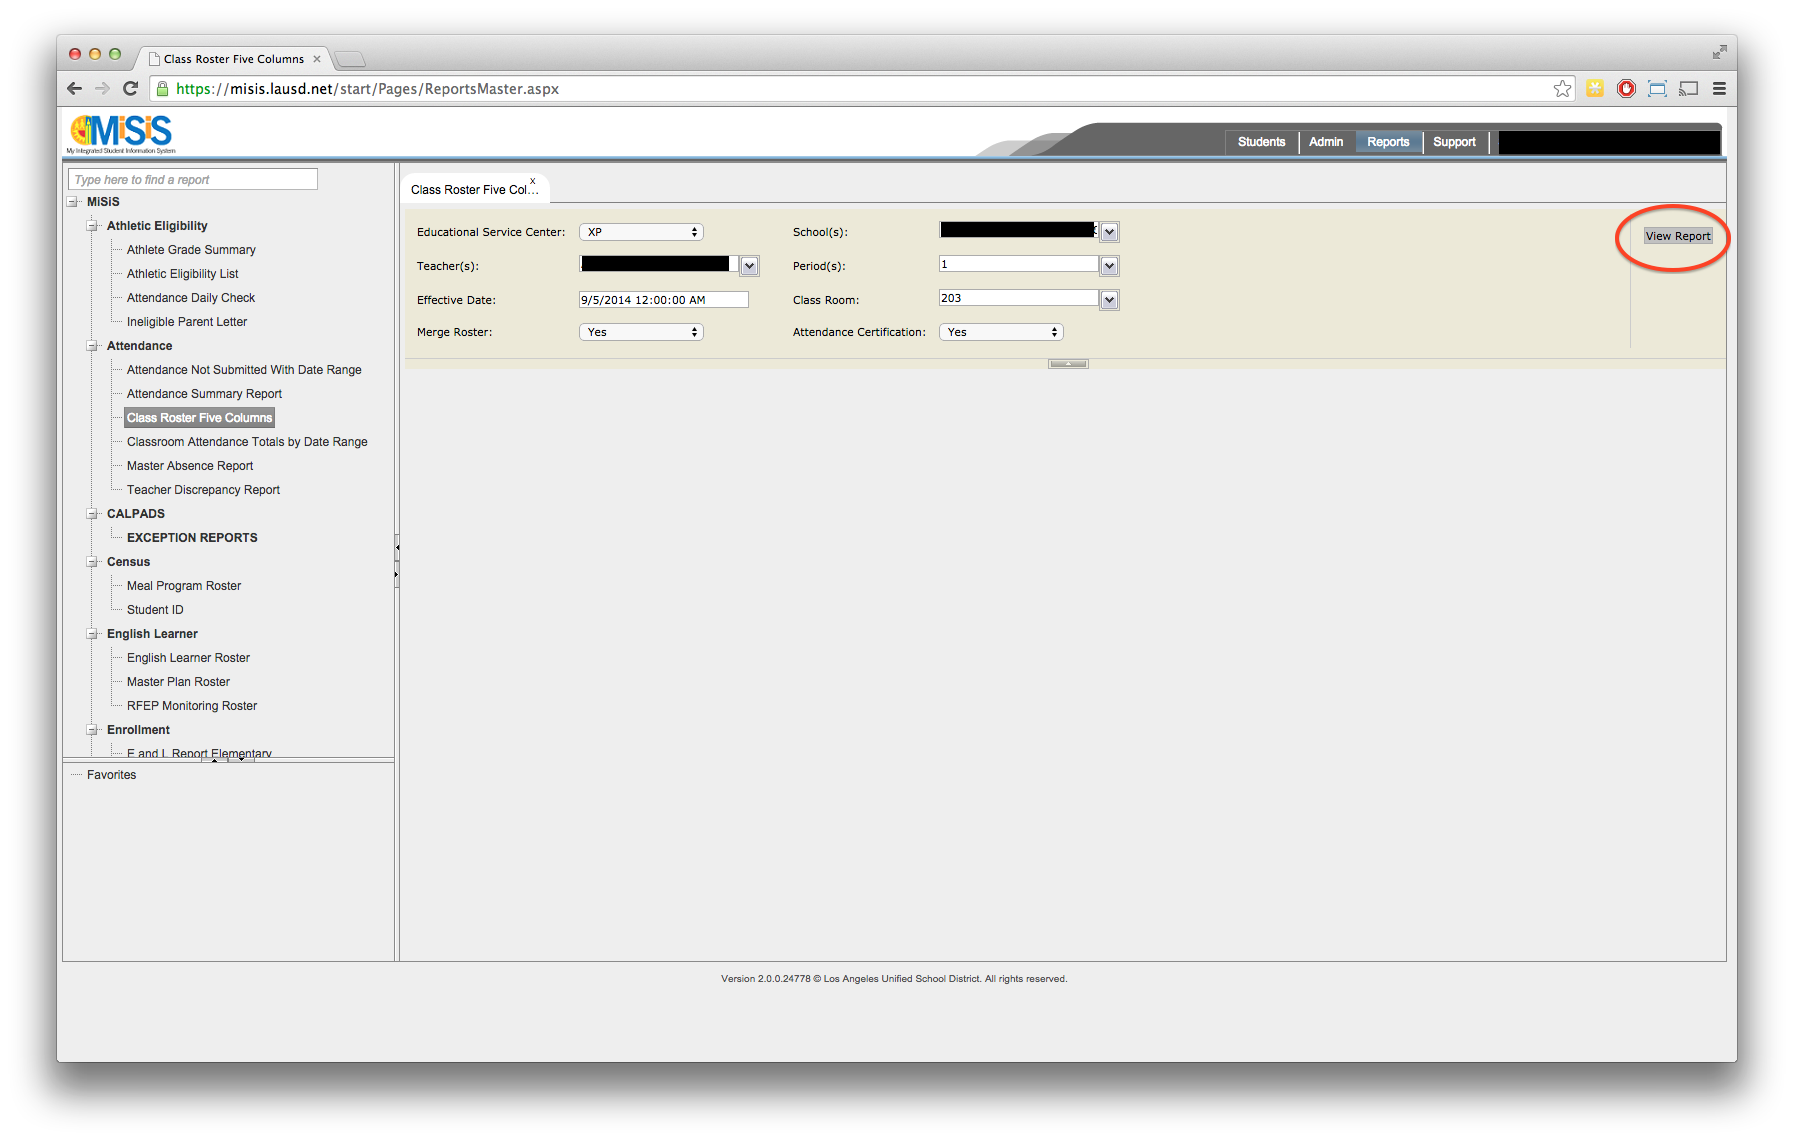 Class Roster Five Columns
https://misis.lausd.net/start/Pages/ReportsMaster.aspx
MiSiS
My Integrated Student Information System
Students Admin Reports Support
Type here to find a report
MiSiS
Athletic Eligibility
Athlete Grade Summary
Athletic Eligibility List
Attendance Daily Check
Ineligible Parent Letter
Attendance
Attendance Not Submitted With Date Range
Attendance Summary Report
Class Roster Five Columns
Classroom Attendance Totals by Date Range
Master Absence Report
Teacher Discrepancy Report
CALPADS
EXCEPTION REPORTS
Census
Meal Program Roster
Student ID
English Learner
English Learner Roster
Master Plan Roster
RFEP Monitoring Roster
Enrollment
E and L Report Elementary
Favorites
Class Roster Five Col... x
Educational Service Center: XP School(s):
Teacher(s): Period(s): 1
Effective Date: 9/5/2014 12:00:00 AM Class Room: 203
Merge Roster: Yes Attendance Certification: Yes
View Report
Version 2.0.0.24778 © Los Angeles Unified School District. All rights reserved.